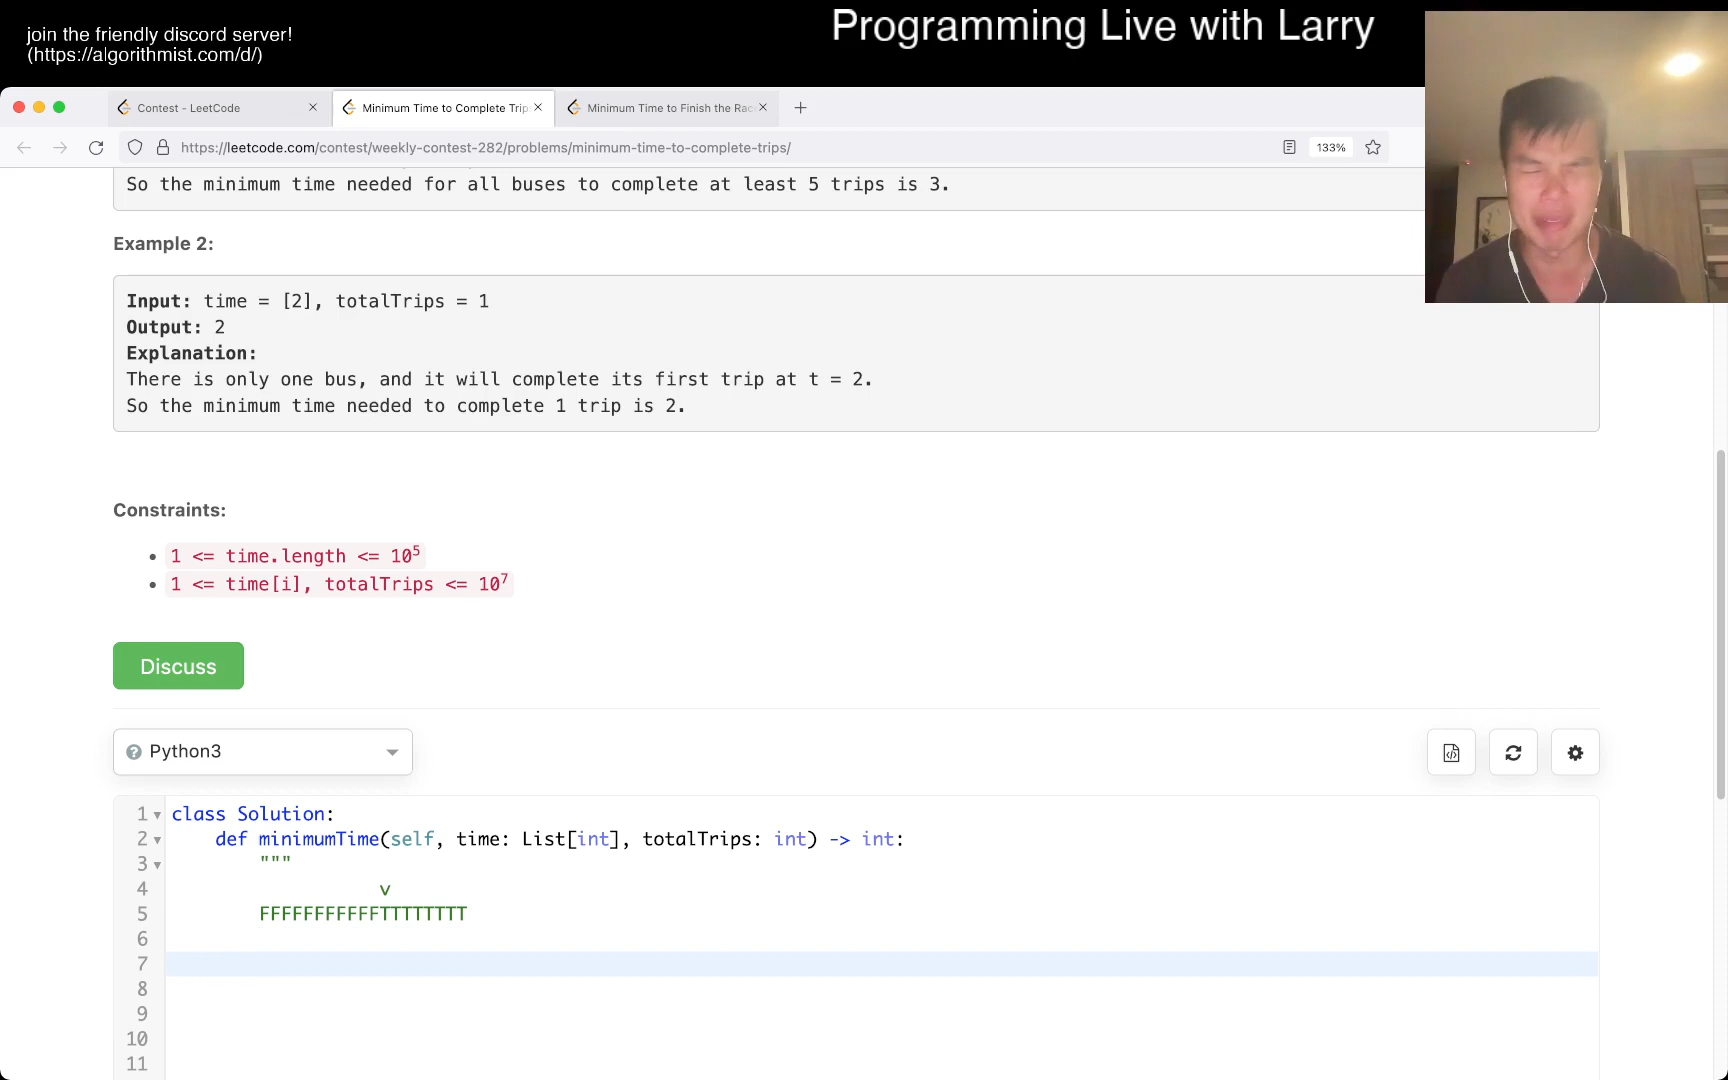 join the friendly discord server!
(https://algorithmist.com/d/)
Programming Live with Larry
Contest - LeetCode
Minimum Time to Complete Trip
Minimum Time to Finish the Rac
https://leetcode.com/contest/weekly-contest-282/problems/minimum-time-to-complete-trips/
133%
So the minimum time needed for all buses to complete at least 5 trips is 3.
Example 2:
Input: time = [2], totalTrips = 1
Output: 2
Explanation:
There is only one bus, and it will complete its first trip at t = 2.
So the minimum time needed to complete 1 trip is 2.
Constraints:
1 <= time.length <= 10^5
1 <= time[i], totalTrips <= 10^7
Discuss
Python3
1 class Solution:
2 def minimumTime(self, time: List[int], totalTrips: int) -> int:
3 """
4 v
5 FFFFFFFFFFFTTTTTTTT
6
7
8
9
10
11